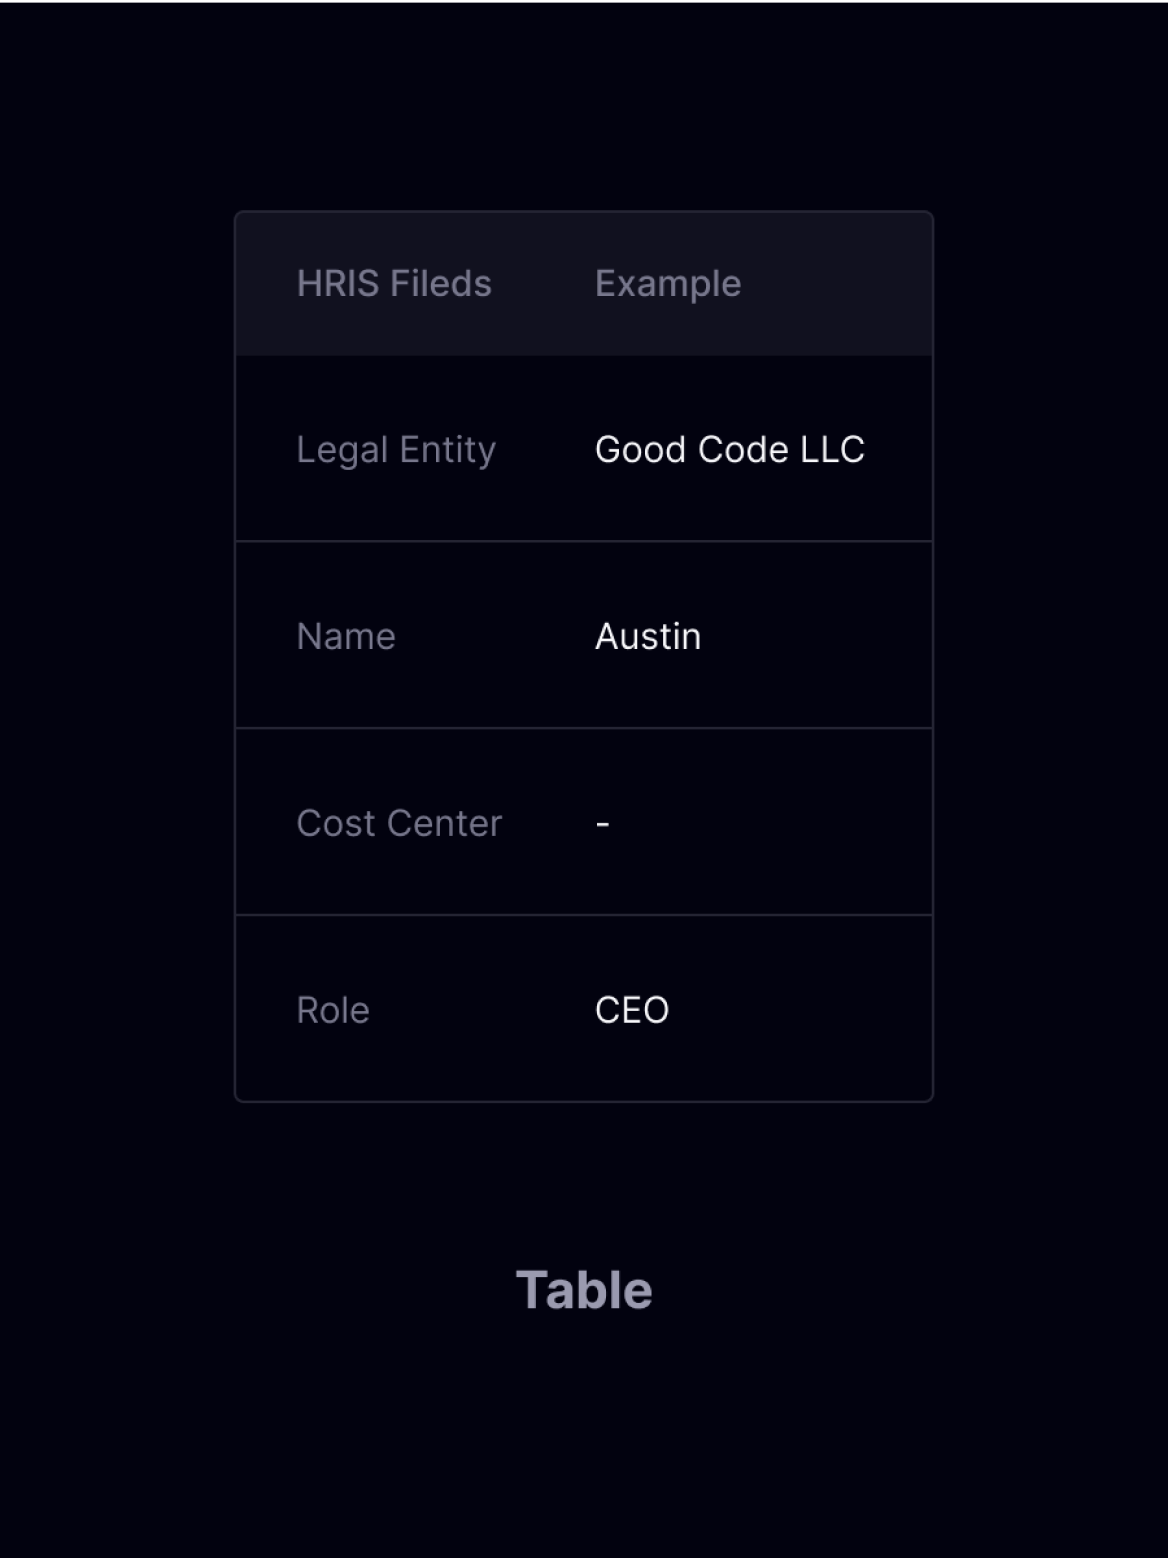 HRIS Fileds Example
Legal Entity Good Code LLC
Name Austin
Cost Center -
Role CEO
Table